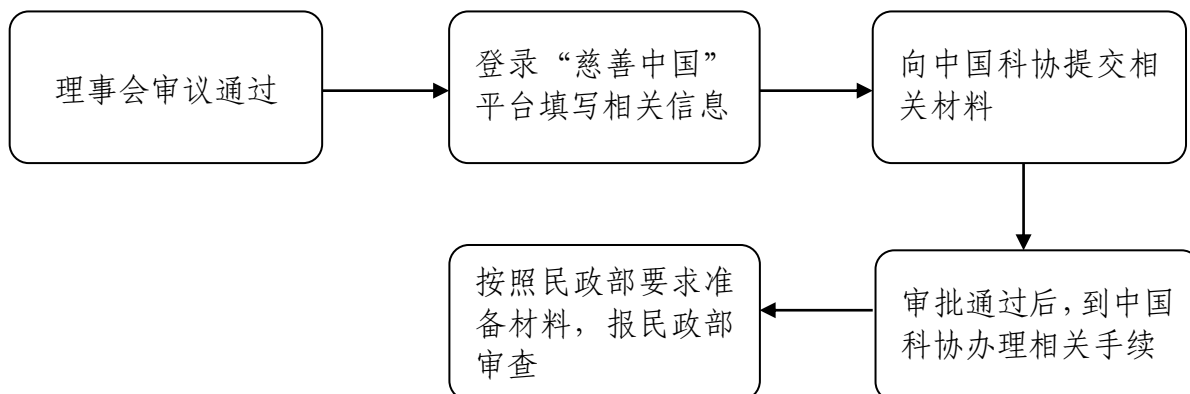 理事会审议通过
登录“慈善中国”
平台填写相关信息
向中国科协提交相
关材料
审批通过后,到中国
科协办理相关手续
按照民政部要求准
备材料，报民政部
审查